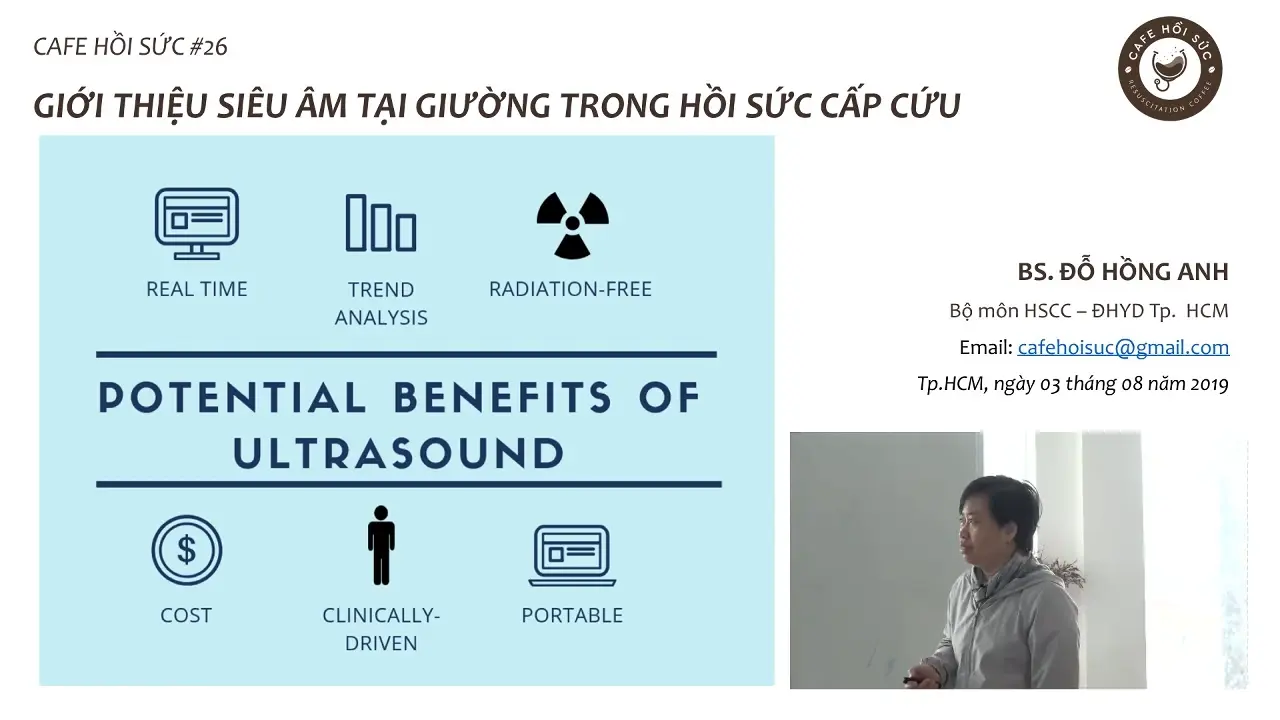 CAFE HỒI SỨC #26
GIỚI THIỆU SIÊU ÂM TẠI GIƯỜNG TRONG HỒI SỨC CẤP CỨU
CAFE HỒI SỨC
RESUSCITATION COFFEE
REAL TIME
TREND
ANALYSIS
RADIATION-FREE
POTENTIAL BENEFITS OF
ULTRASOUND
$
COST
CLINICALLY-
DRIVEN
PORTABLE
BS. ĐỖ HỒNG ANH
Bộ môn HSCC – ĐHYD Tp. HCM
Email: cafehoisuc@gmail.com
Tp.HCM, ngày 03 tháng 08 năm 2019